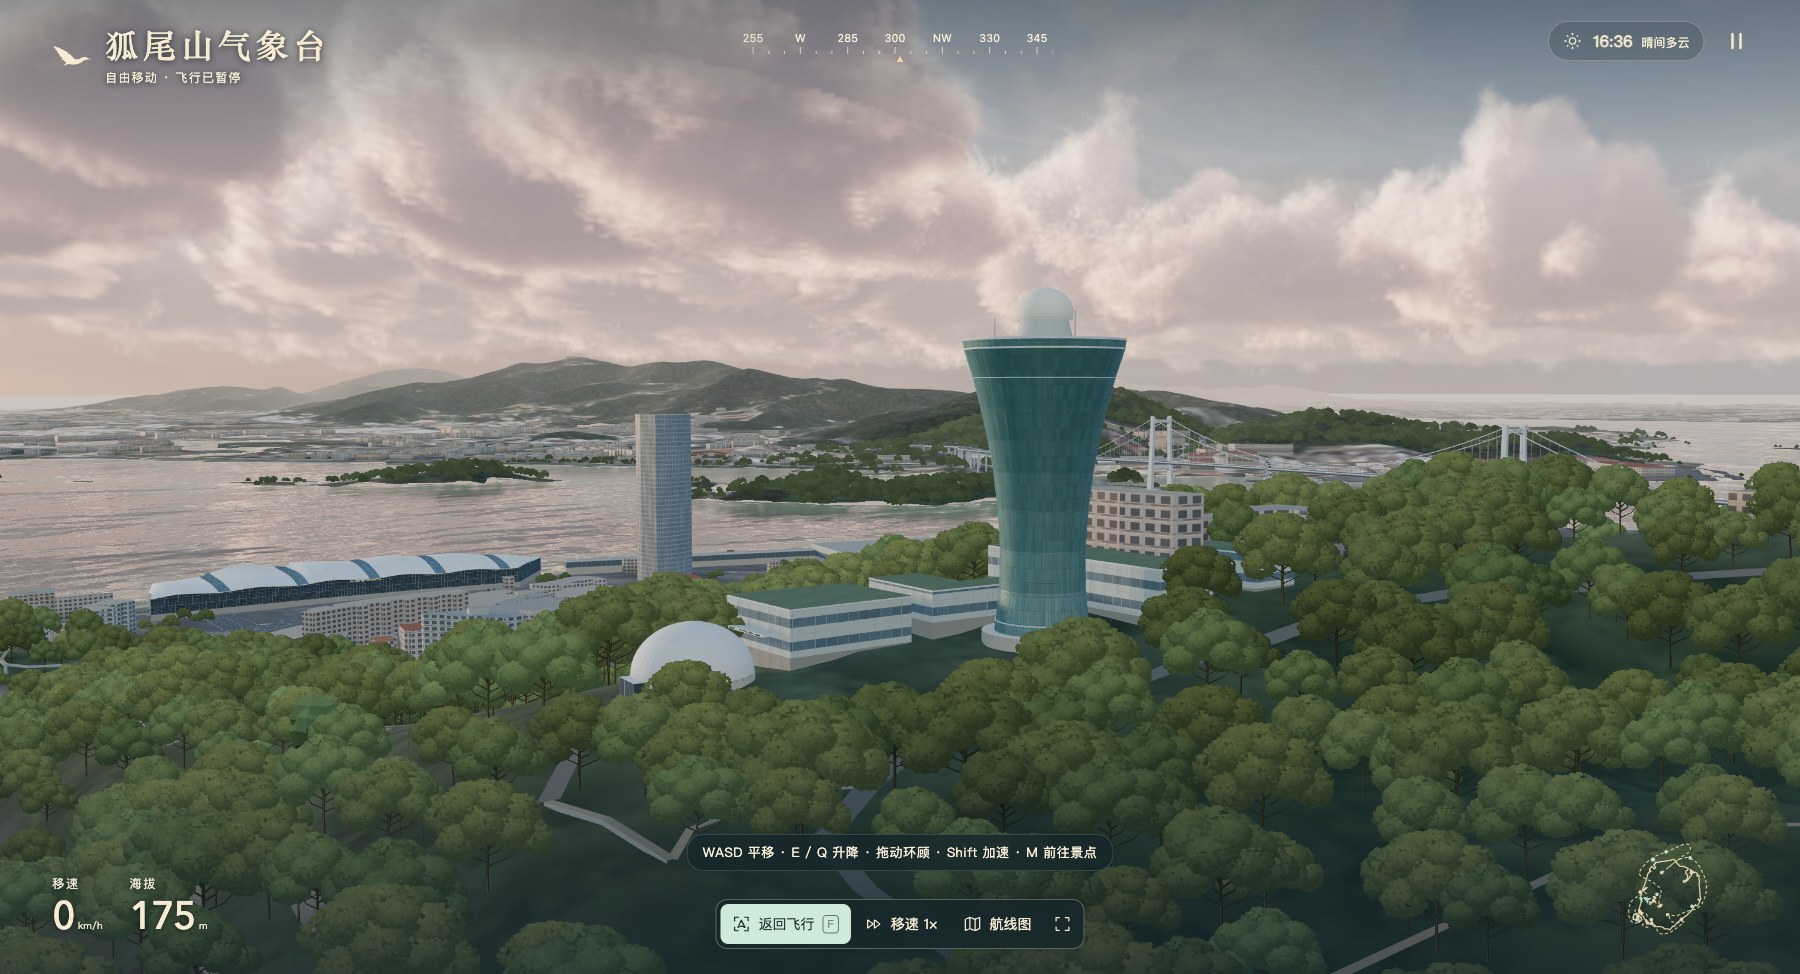 狐尾山气象台
自由移动 · 飞行已暂停
255 W 285 300 NW 330 345
16:36 晴间多云
WASD 平移 · E / Q 升降 · 拖动环顾 · Shift 加速 · M 前往景点
移速 海拔
0 km/h 175 m
返回飞行 F 移速 1x 航线图